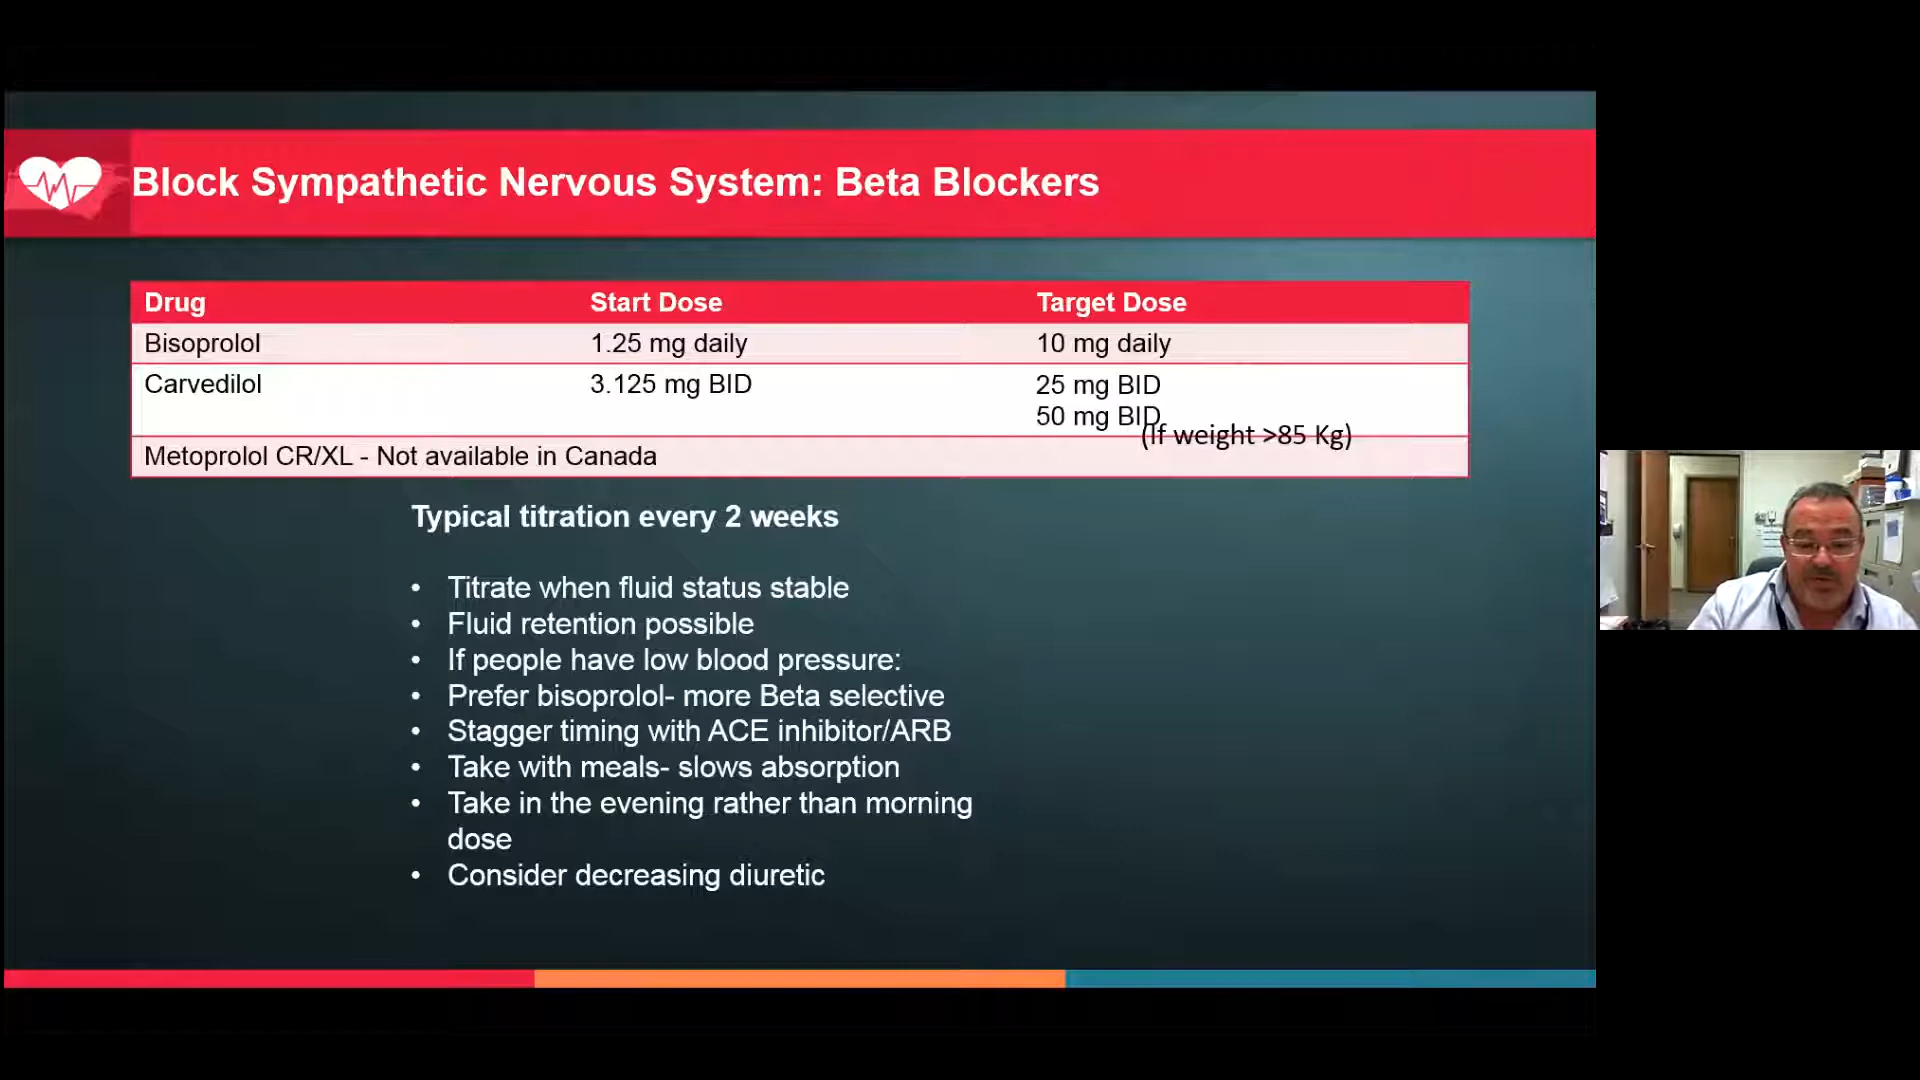 Block Sympathetic Nervous System: Beta Blockers
Drug Start Dose Target Dose
Bisoprolol 1.25 mg daily 10 mg daily
Carvedilol 3.125 mg BID 25 mg BID
50 mg BID
(If weight >85 Kg)
Metoprolol CR/XL - Not available in Canada
Typical titration every 2 weeks
• Titrate when fluid status stable
• Fluid retention possible
• If people have low blood pressure:
• Prefer bisoprolol- more Beta selective
• Stagger timing with ACE inhibitor/ARB
• Take with meals- slows absorption
• Take in the evening rather than morning
dose
• Consider decreasing diuretic